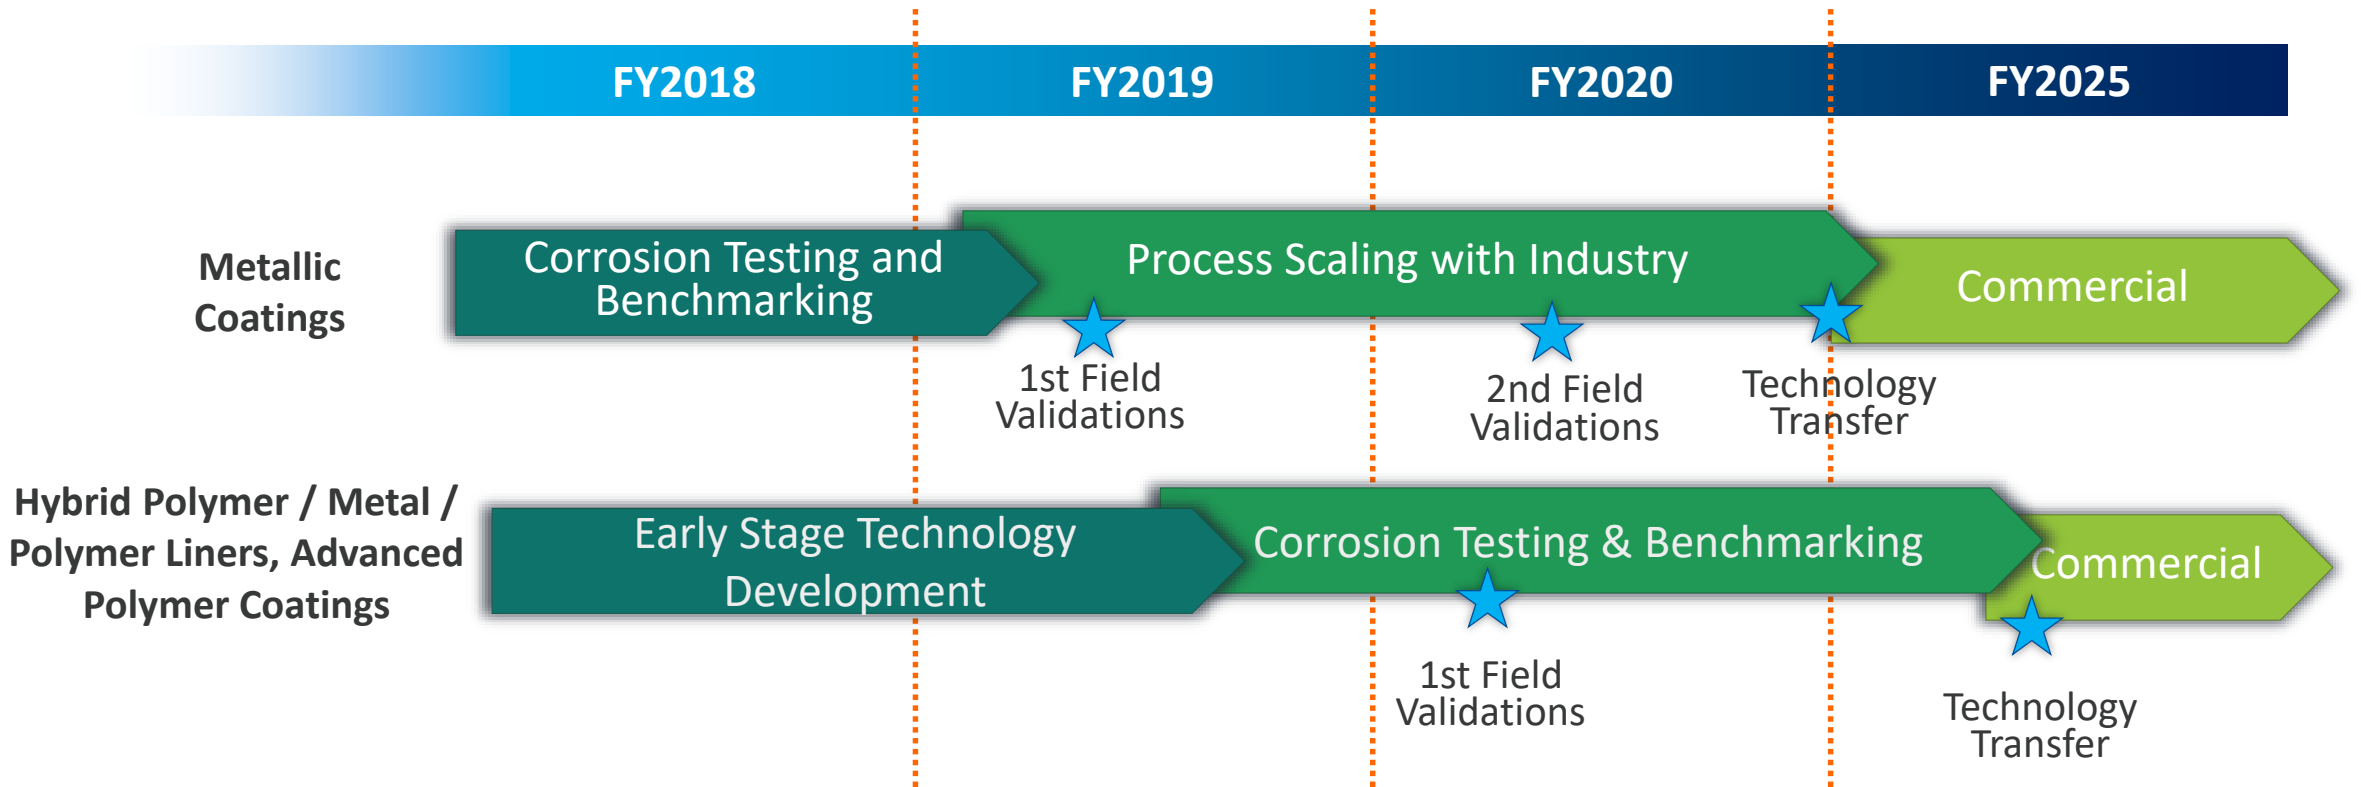 FY2018
FY2019
FY2020
FY2025
Metallic
Coatings
Corrosion Testing and
Benchmarking
Process Scaling with Industry
Commercial
1st Field
Validations
2nd Field
Validations
Technology
Transfer
Hybrid Polymer / Metal /
Polymer Liners, Advanced
Polymer Coatings
Early Stage Technology
Development
Corrosion Testing & Benchmarking
Commercial
1st Field
Validations
Technology
Transfer